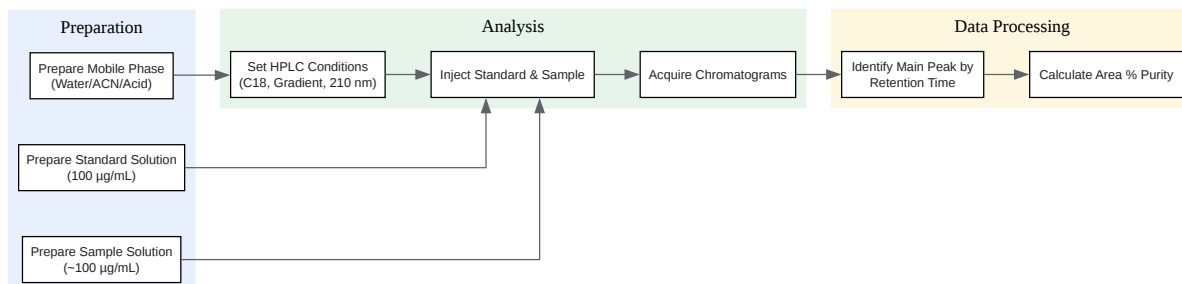 Preparation
Prepare Mobile Phase
(Water/ACN/Acid)
Prepare Standard Solution
(100 µg/mL)
Prepare Sample Solution
(~100 µg/mL)
Analysis
Set HPLC Conditions
(C18, Gradient, 210 nm)
Inject Standard & Sample
Acquire Chromatograms
Data Processing
Identify Main Peak by
Retention Time
Calculate Area % Purity